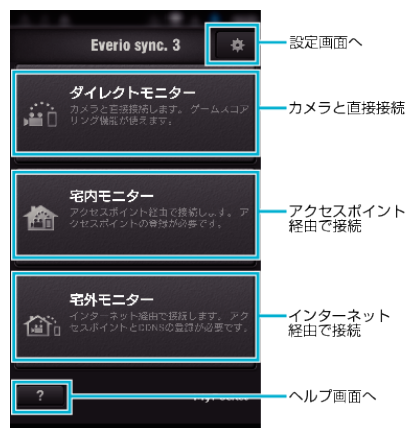 Everio sync. 3
設定画面へ
ダイレクトモニター
カメラと直接接続します。ゲームスコア
リング機能が使えます。
カメラと直接接続
宅内モニター
アクセスポイント経由で接続します。ア
クセスポイントの登録が必要です。
アクセスポイント
経由で接続
宅外モニター
インターネット経由で接続します。アク
セスポイントとDDNSの登録が必要です。
インターネット
経由で接続
?
ヘルプ画面へ